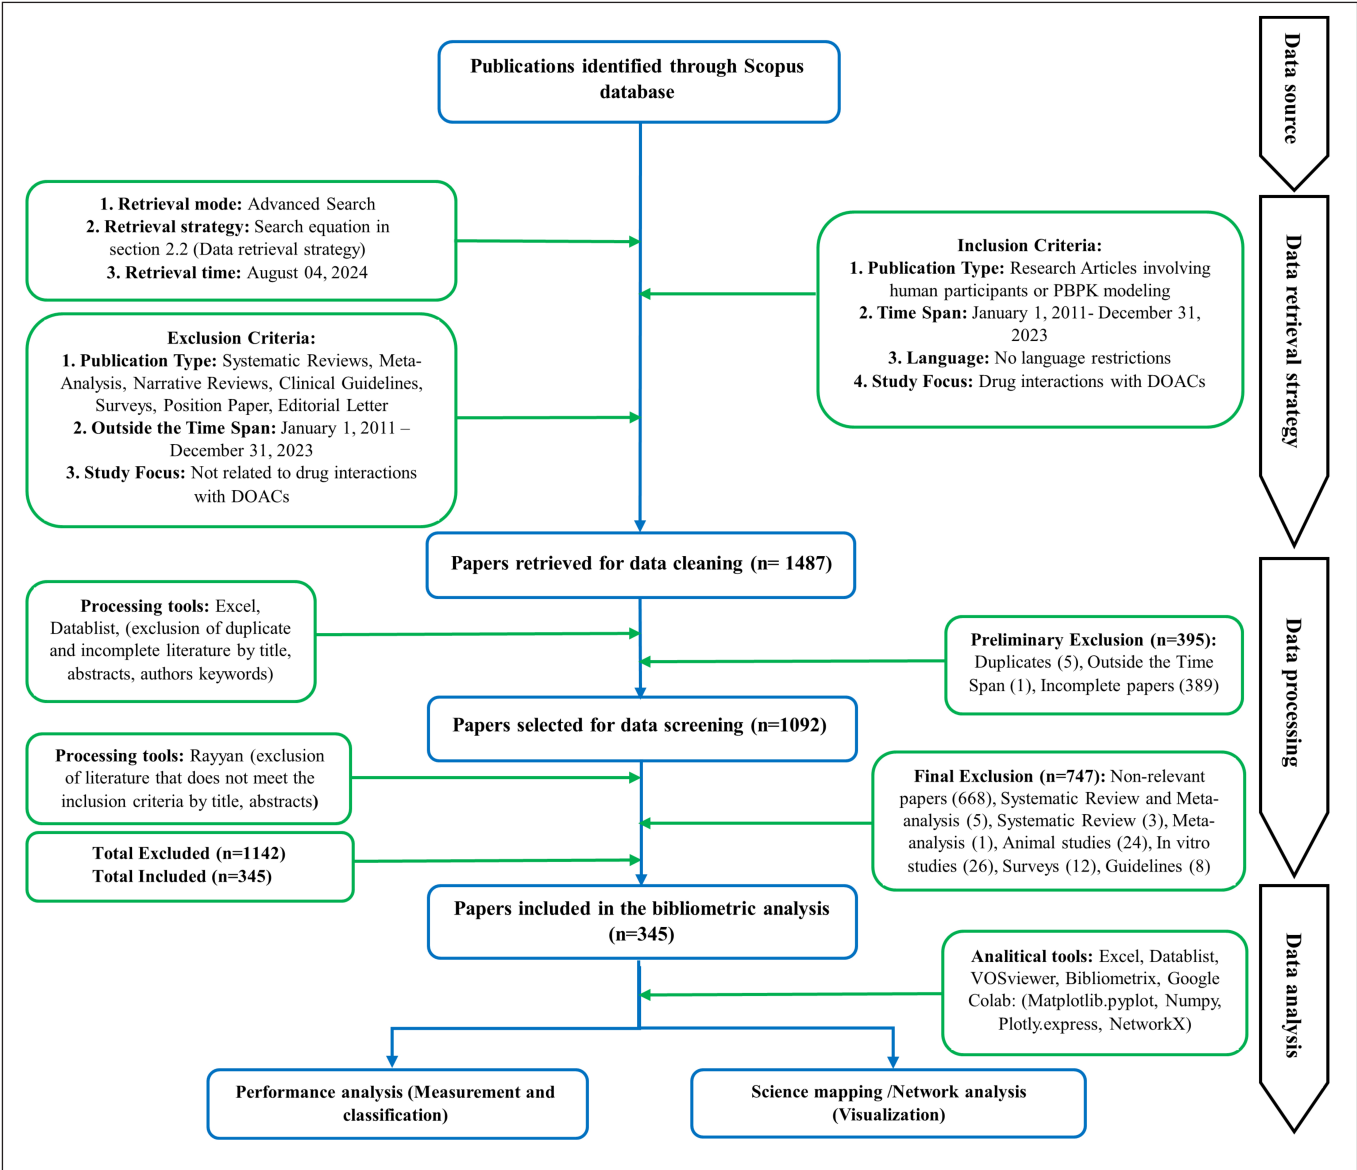 Publications identified through Scopus
database
Data source
1. Retrieval mode: Advanced Search
2. Retrieval strategy: Search equation in
section 2.2 (Data retrieval strategy)
3. Retrieval time: August 04, 2024
Inclusion Criteria:
1. Publication Type: Research Articles involving
human participants or PBPK modeling
2. Time Span: January 1, 2011- December 31,
2023
3. Language: No language restrictions
4. Study Focus: Drug interactions with DOACs
Data retrieval strategy
Exclusion Criteria:
1. Publication Type: Systematic Reviews, Meta-
Analysis, Narrative Reviews, Clinical Guidelines,
Surveys, Position Paper, Editorial Letter
2. Outside the Time Span: January 1, 2011 –
December 31, 2023
3. Study Focus: Not related to drug interactions
with DOACs
Papers retrieved for data cleaning (n= 1487)
Processing tools: Excel,
Datablist, (exclusion of duplicate
and incomplete literature by title,
abstracts, authors keywords)
Preliminary Exclusion (n=395):
Duplicates (5), Outside the Time
Span (1), Incomplete papers (389)
Data processing
Papers selected for data screening (n=1092)
Processing tools: Rayyan (exclusion
of literature that does not meet the
inclusion criteria by title, abstracts)
Final Exclusion (n=747): Non-relevant
papers (668), Systematic Review and Meta-
analysis (5), Systematic Review (3), Meta-
analysis (1), Animal studies (24), In vitro
studies (26), Surveys (12), Guidelines (8)
Total Excluded (n=1142)
Total Included (n=345)
Papers included in the bibliometric analysis
(n=345)
Analitical tools: Excel, Datablist,
VOSviewer, Bibliometrix, Google
Colab: (Matplotlib.pyplot, Numpy,
Plotly.express, NetworkX)
Data analysis
Performance analysis (Measurement and
classification)
Science mapping /Network analysis
(Visualization)